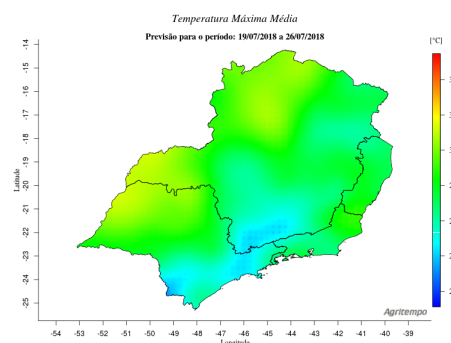 Temperatura Máxima Média
Previsão para o período: 19/07/2018 a 26/07/2018
[°C]
-14
-15
-16
-17
-18
-19
-20
-21
-22
-23
-24
-25
Latitude
-54 -53 -52 -51 -50 -49 -48 -47 -46 -45 -44 -43 -42 -41 -40 -39
Longitude
Agritempo